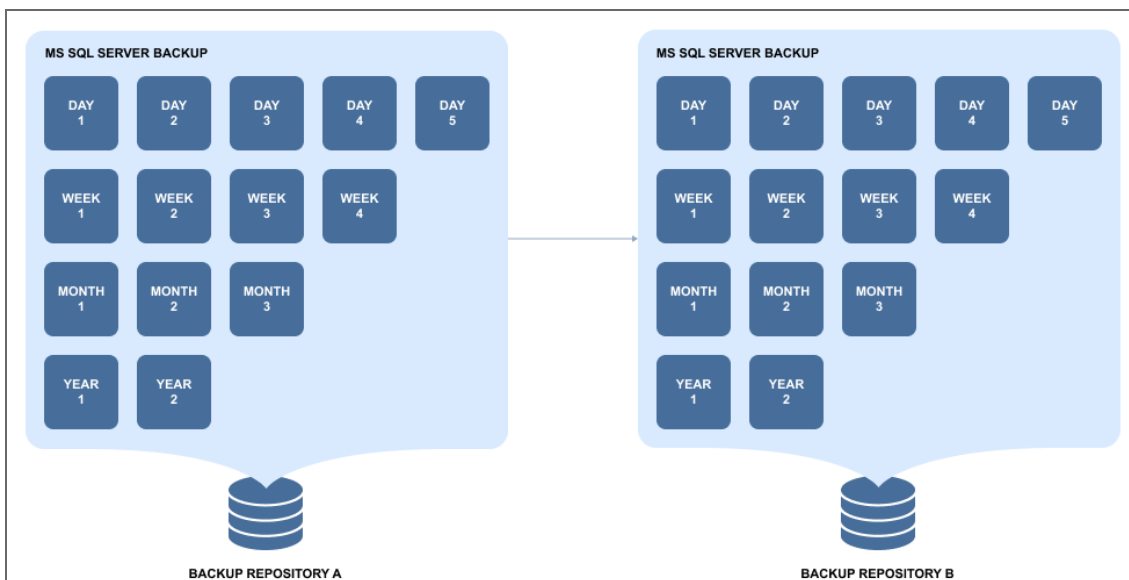 MS SQL SERVER BACKUP
DAY
1
DAY
2
DAY
3
DAY
4
DAY
5
WEEK
1
WEEK
2
WEEK
3
WEEK
4
MONTH
1
MONTH
2
MONTH
3
YEAR
1
YEAR
2
BACKUP REPOSITORY A
MS SQL SERVER BACKUP
DAY
1
DAY
2
DAY
3
DAY
4
DAY
5
WEEK
1
WEEK
2
WEEK
3
WEEK
4
MONTH
1
MONTH
2
MONTH
3
YEAR
1
YEAR
2
BACKUP REPOSITORY B